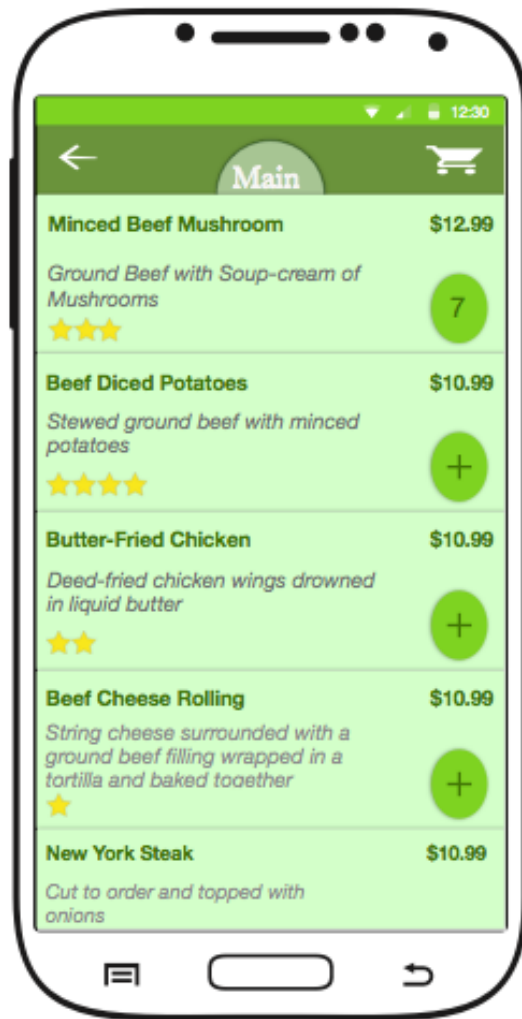 12:30
Main
Minced Beef Mushroom $12.99
Ground Beef with Soup-cream of
Mushrooms
7
Beef Diced Potatoes $10.99
Stewed ground beef with minced
potatoes
+
Butter-Fried Chicken $10.99
Deed-fried chicken wings drowned
in liquid butter
+
Beef Cheese Rolling $10.99
String cheese surrounded with a
ground beef filling wrapped in a
tortilla and baked together
+
New York Steak $10.99
Cut to order and topped with
onions